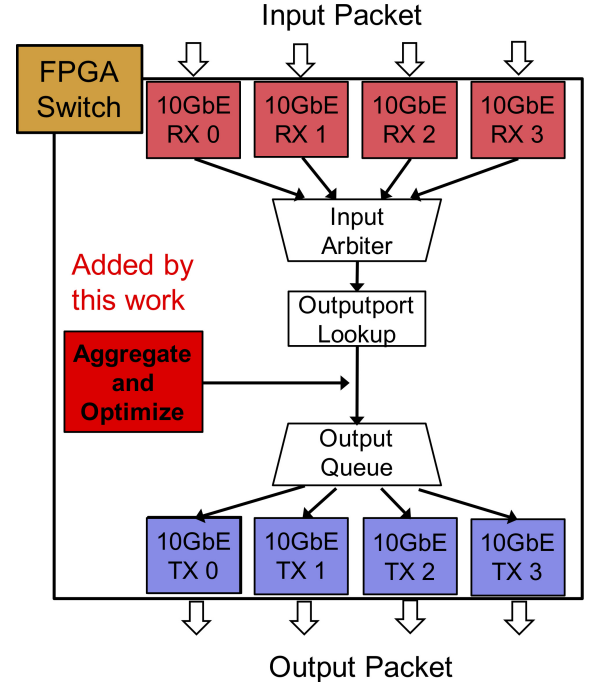 Input Packet
FPGA
Switch
10GbE
RX 0
10GbE
RX 1
10GbE
RX 2
10GbE
RX 3
Input
Arbiter
Added by
this work
Outputport
Lookup
Aggregate
and
Optimize
Output
Queue
10GbE
TX 0
10GbE
TX 1
10GbE
TX 2
10GbE
TX 3
Output Packet